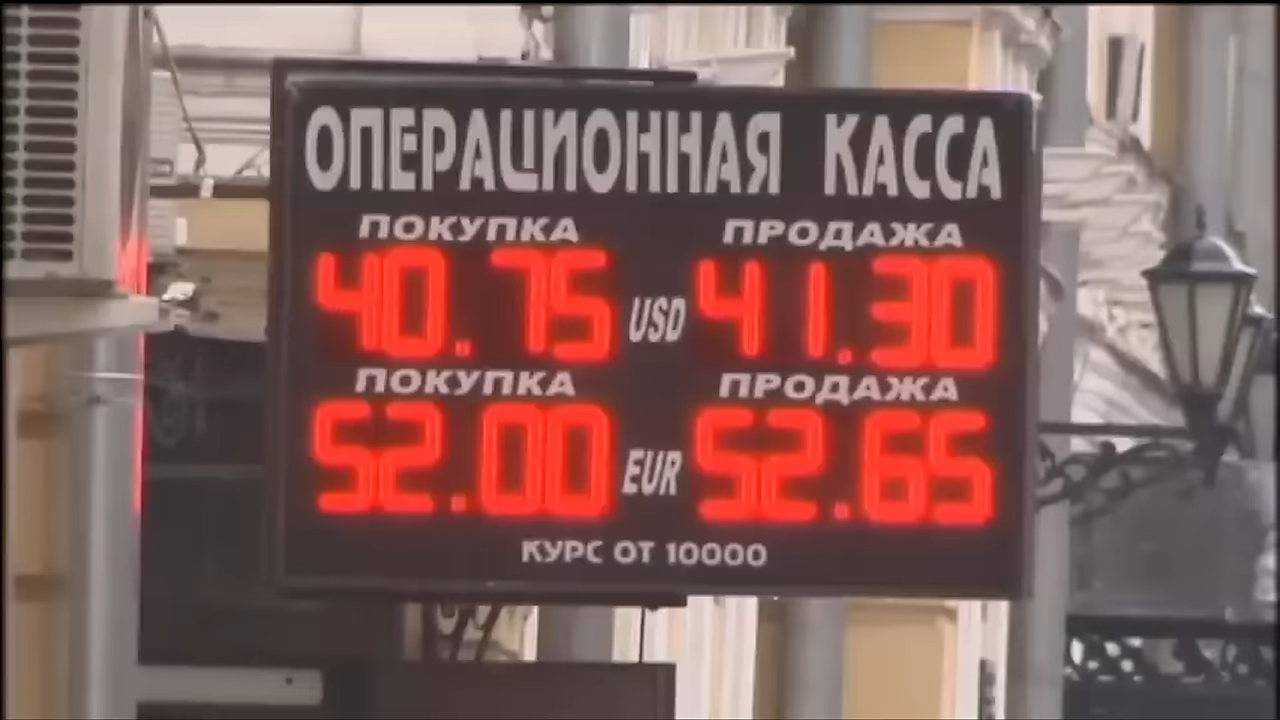 ОПЕРАЦИОННАЯ КАССА
ПОКУПКА ПРОДАЖА
40.75 USD 41.30
ПОКУПКА ПРОДАЖА
52.00 EUR 52.65
КУРС ОТ 10000